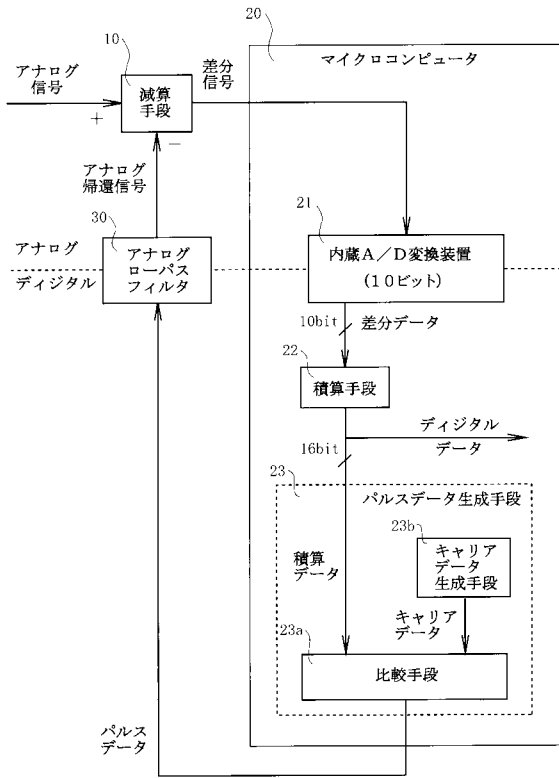 20
マイクロコンピュータ
10
アナログ
信号
+
減算
手段
差分
信号
−
アナログ
帰還信号
30
アナログ
ディジタル
アナログ
ローパス
フィルタ
21
内蔵A/D変換装置
(10ビット)
10bit
差分データ
22
積算手段
ディジタル
データ
16bit
23
パルスデータ生成手段
23b
キャリア
データ
生成手段
積算
データ
キャリア
データ
23a
比較手段
パルス
データ